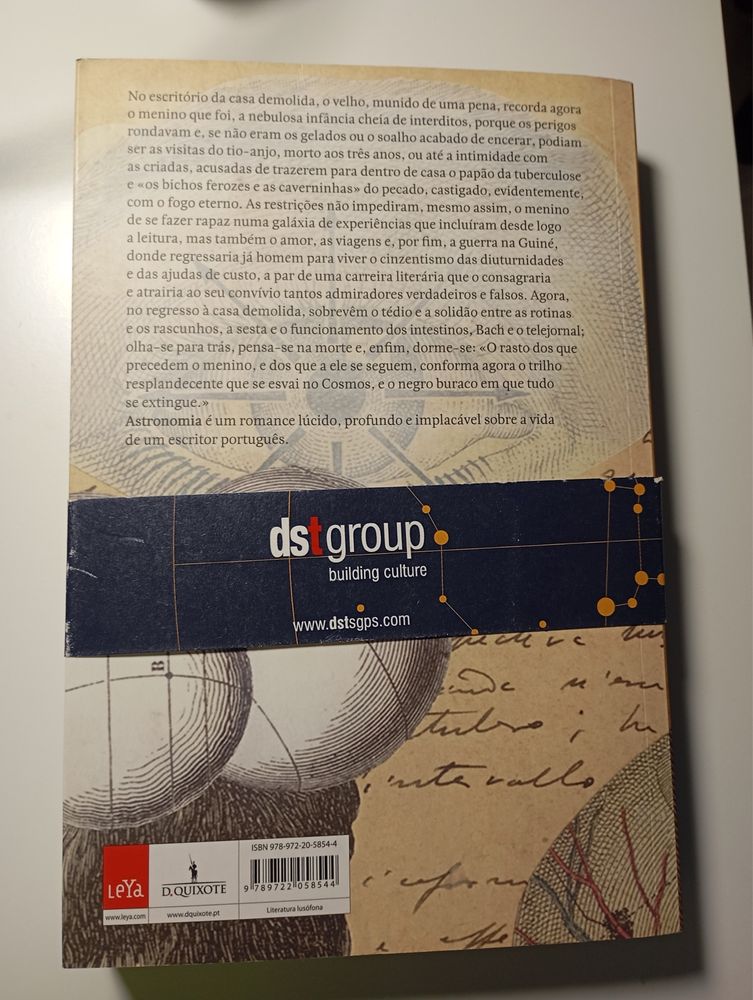 No escritório da casa demolida, o velho, munido de uma pena, recorda agora
o menino que foi, a nebulosa infância cheia de interditos, porque os perigos
rondavam e, se não eram os gelados ou o soalho acabado de encerar, podiam
ser as visitas do tio-anjo, morto aos três anos, ou até a intimidade com
as criadas, acusadas de trazerem para dentro de casa o papão da tuberculose
e «os bichos ferozes e as caverninhas» do pecado, castigado, evidentemente,
com o fogo eterno. As restrições não impediram, mesmo assim, o menino
de se fazer rapaz numa galáxia de experiências que incluíram desde logo
a leitura, mas também o amor, as viagens e, por fim, a guerra na Guiné,
donde regressaria já homem para viver o cinzentismo das diuturnidades
e das ajudas de custo, a par de uma carreira literária que o consagraria
e atrairia ao seu convívio tantos admiradores verdadeiros e falsos. Agora,
no regresso à casa demolida, sobrevêm o tédio e a solidão entre as rotinas
e os rascunhos, a sesta e o funcionamento dos intestinos, Bach e o telejornal;
olha-se para trás, pensa-se na morte e, enfim, dorme-se: «O rasto dos que
precedem o menino, e dos que a ele se seguem, conforma agora o trilho
resplandecente que se esvai no Cosmos, e o negro buraco em que tudo
se extingue.»
Astronomia é um romance lúcido, profundo e implacável sobre a vida
de um escritor português.
dstgroup
building culture
www.dstsgps.com
B
intervallo
ISBN 978-972-20-5854-4
9 789722 058544
LeYa
D.QUIXOTE
www.leya.com
www.dquixote.pt
Literatura lusófona